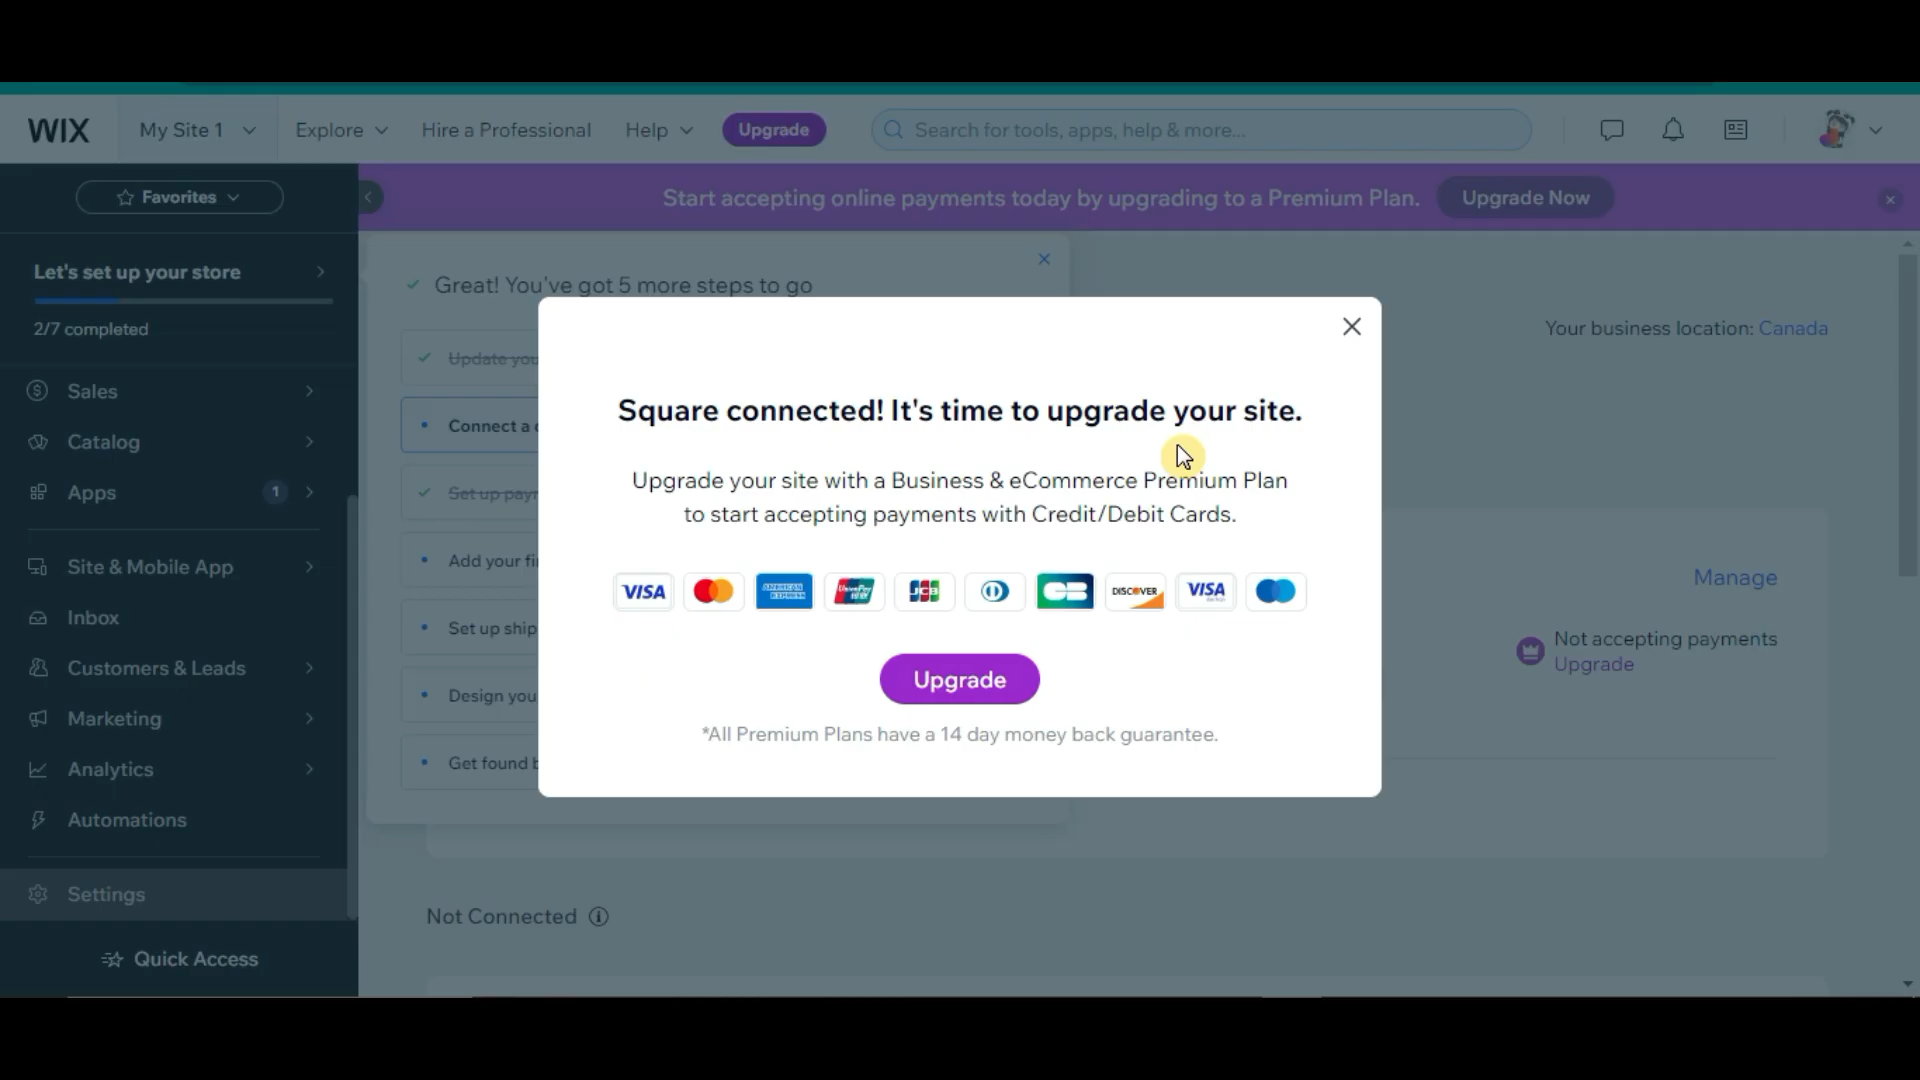 WIX
My Site 1
Explore
Hire a Professional
Help
Upgrade
Search for tools, apps, help & more...
Favorites
Start accepting online payments today by upgrading to a Premium Plan.
Upgrade Now
Let's set up your store
2/7 completed
Sales
Catalog
Apps
1
Site & Mobile App
Inbox
Customers & Leads
Marketing
Analytics
Automations
Settings
Quick Access
Great! You've got 5 more steps to go
Update you
Connect a
Set up pay
Add your fi
Set up ship
Design you
Get found
Your business location: Canada
Manage
Not accepting payments
Upgrade
Not Connected
Square connected! It's time to upgrade your site.
Upgrade your site with a Business & eCommerce Premium Plan
to start accepting payments with Credit/Debit Cards.
VISA
AMERICAN EXPRESS
UnionPay
JCB
CB
DISCOVER
VISA
Upgrade
*All Premium Plans have a 14 day money back guarantee.